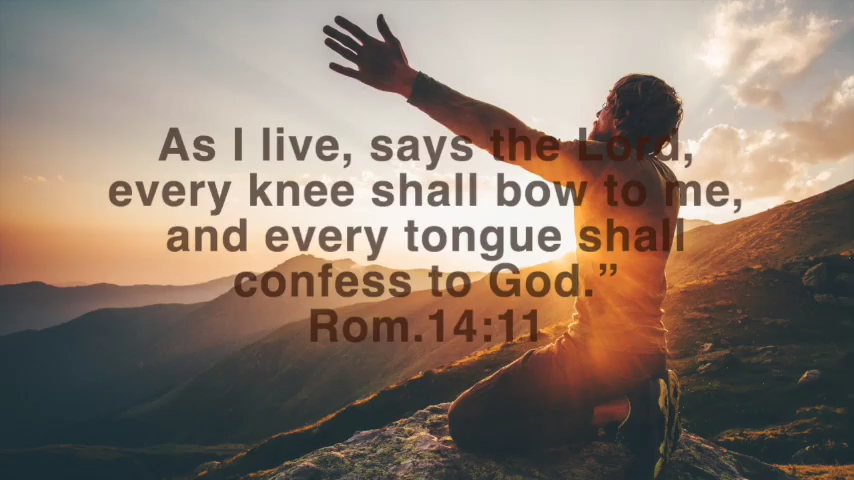 As I live, says the Lord,
every knee shall bow to me,
and every tongue shall
confess to God.”
Rom.14:11